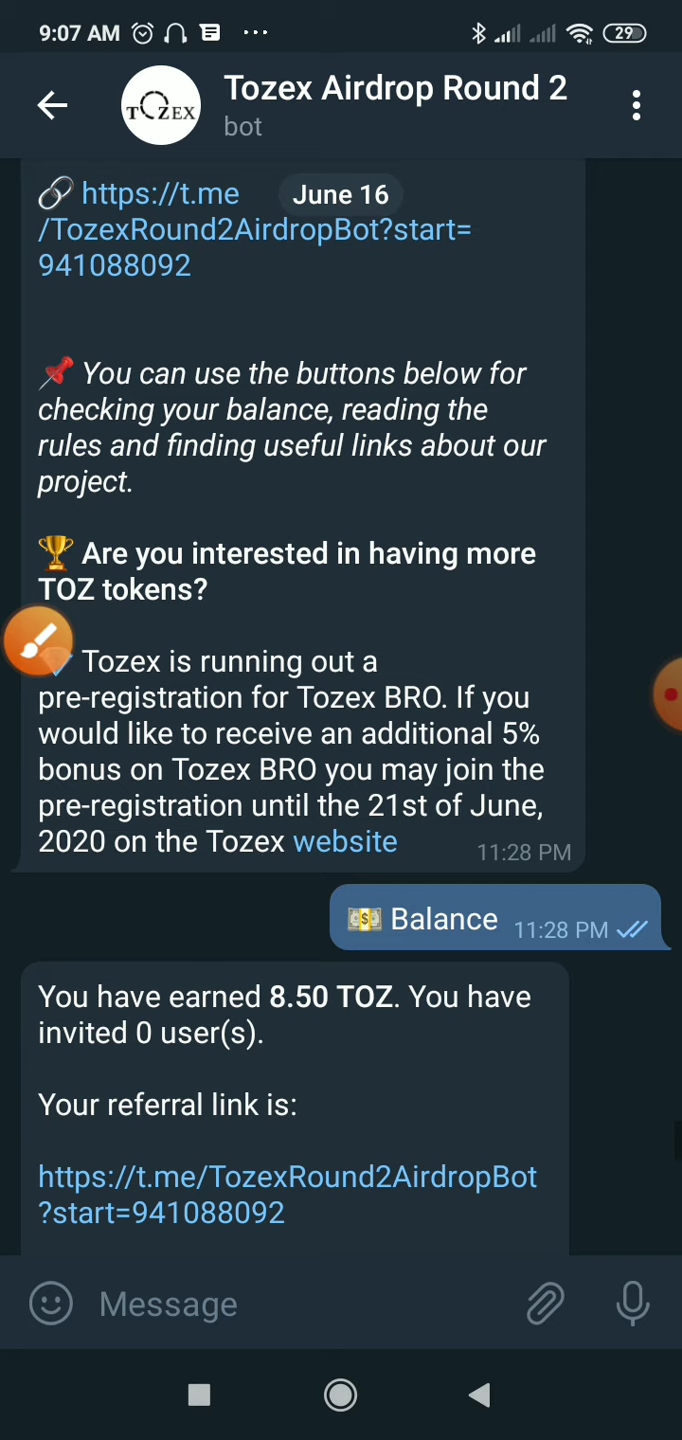 9:07 AM
29
Tozex Airdrop Round 2
TOZEX
bot
https://t.me
June 16
/TozexRound2AirdropBot?start=
941088092
You can use the buttons below for
checking your balance, reading the
rules and finding useful links about our
project.
Are you interested in having more
TOZ tokens?
Tozex is running out a
pre-registration for Tozex BRO. If you
would like to receive an additional 5%
bonus on Tozex BRO you may join the
pre-registration until the 21st of June,
2020 on the Tozex website
11:28 PM
Balance 11:28 PM
You have earned 8.50 TOZ. You have
invited 0 user(s).
Your referral link is:
https://t.me/TozexRound2AirdropBot
?start=941088092
Message